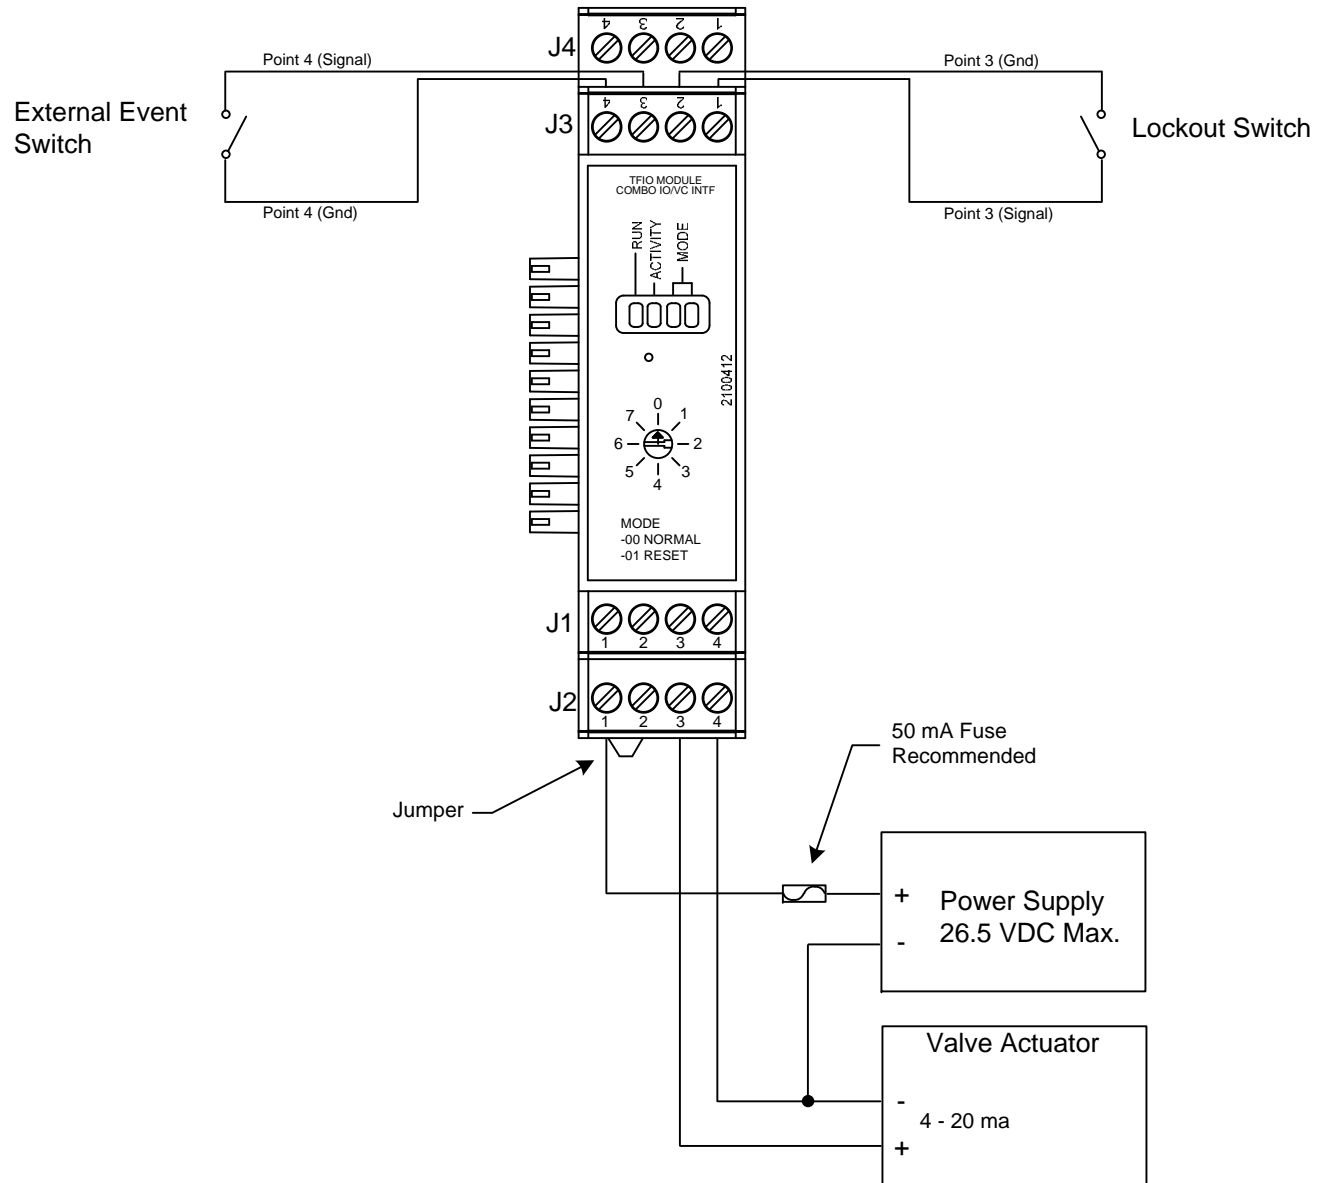 4 3 2 1
J4
Point 4 (Signal)
Point 3 (Gnd)
External Event
Switch
4 3 2 1
J3
Lockout Switch
Point 4 (Gnd)
Point 3 (Signal)
TFIO MODULE
COMBO IO/VC INTF
RUN
ACTIVITY
MODE
2100412
0
1
2
3
4
5
6
7
MODE
-00 NORMAL
-01 RESET
J1
1 2 3 4
J2
1 2 3 4
50 mA Fuse
Recommended
Jumper
+
-
Power Supply
26.5 VDC Max.
Valve Actuator
-
4 - 20 ma
+